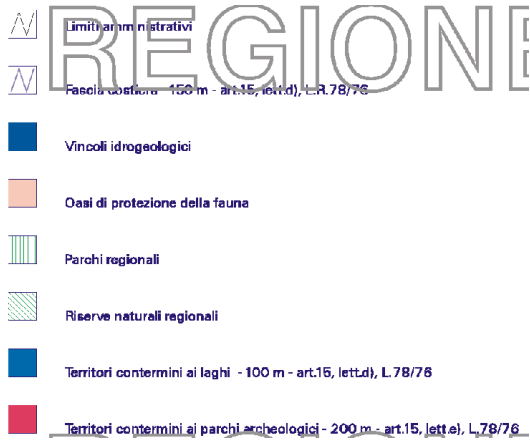 REGIONE
Limiti amministrativi
Fascia costiera - 150 m - art.15, lett.d), L.R.78/76
Vincoli idrogeologici
Oasi di protezione della fauna
Parchi regionali
Riserve naturali regionali
Territori contermini ai laghi - 100 m - art.15, lett.d), L.78/76
Territori contermini ai parchi archeologici - 200 m - art.15, lett.e), L.78/76